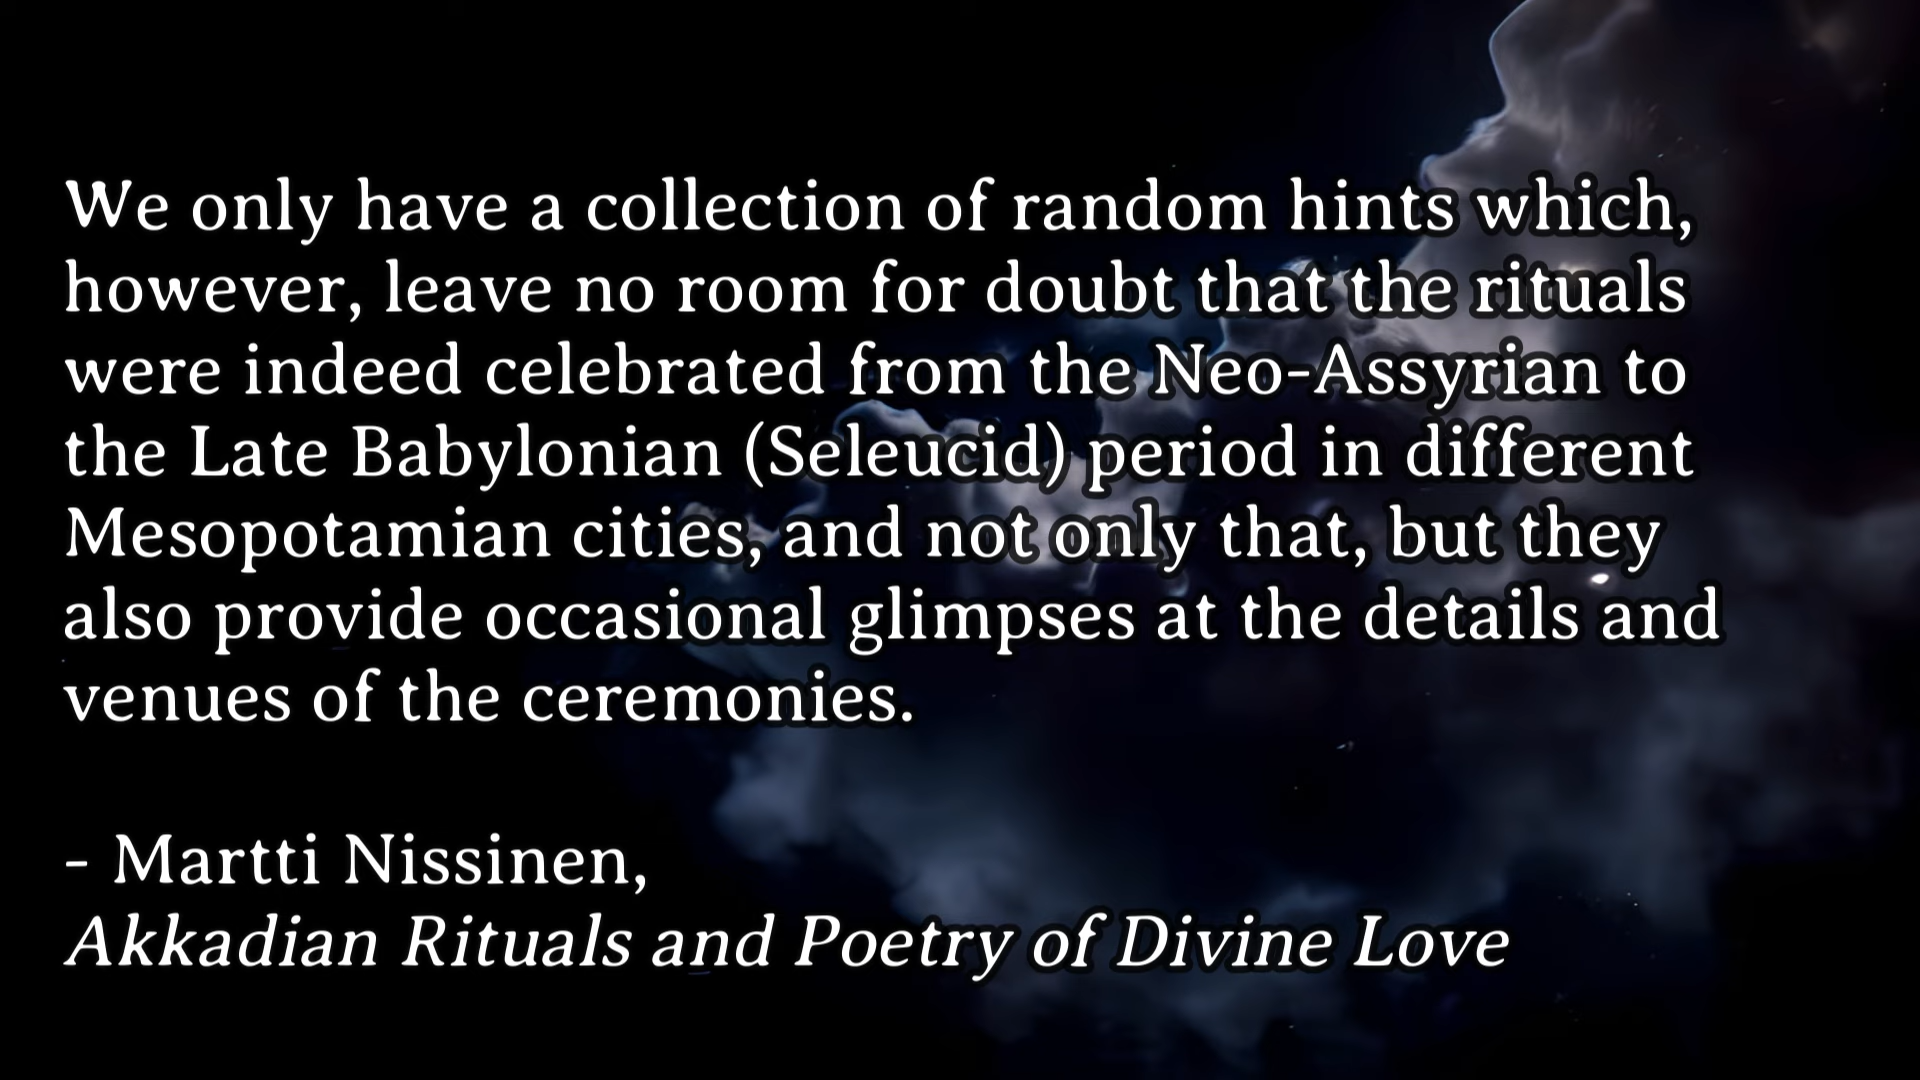 We only have a collection of random hints which,
however, leave no room for doubt that the rituals
were indeed celebrated from the Neo-Assyrian to
the Late Babylonian (Seleucid) period in different
Mesopotamian cities, and not only that, but they
also provide occasional glimpses at the details and
venues of the ceremonies.
- Martti Nissinen,
Akkadian Rituals and Poetry of Divine Love